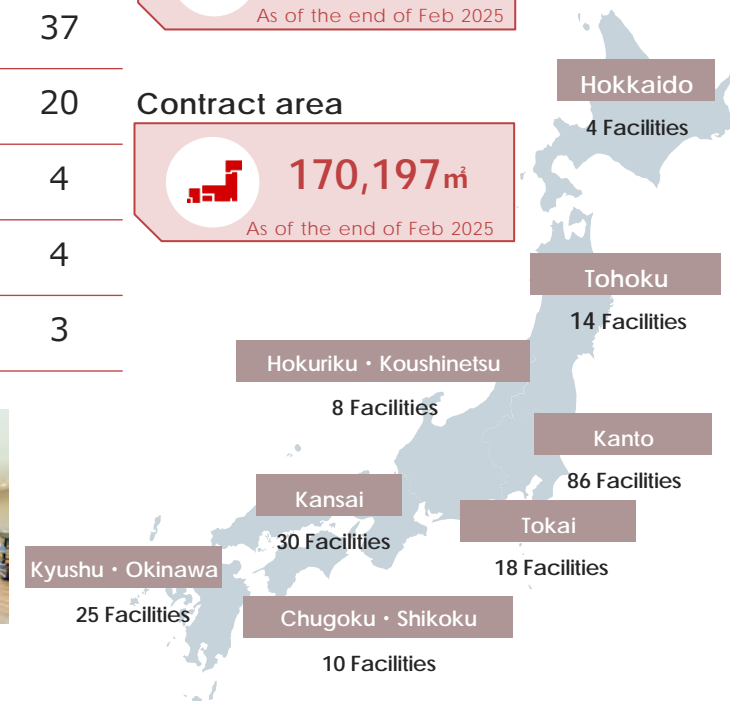 As of the end of Feb 2025
37
20
4
4
3
Contract area
170,197㎡
As of the end of Feb 2025
Hokkaido
4 Facilities
Tohoku
14 Facilities
Hokuriku・Koushinetsu
8 Facilities
Kanto
86 Facilities
Kansai
30 Facilities
Tokai
18 Facilities
Kyushu・Okinawa
25 Facilities
Chugoku・Shikoku
10 Facilities